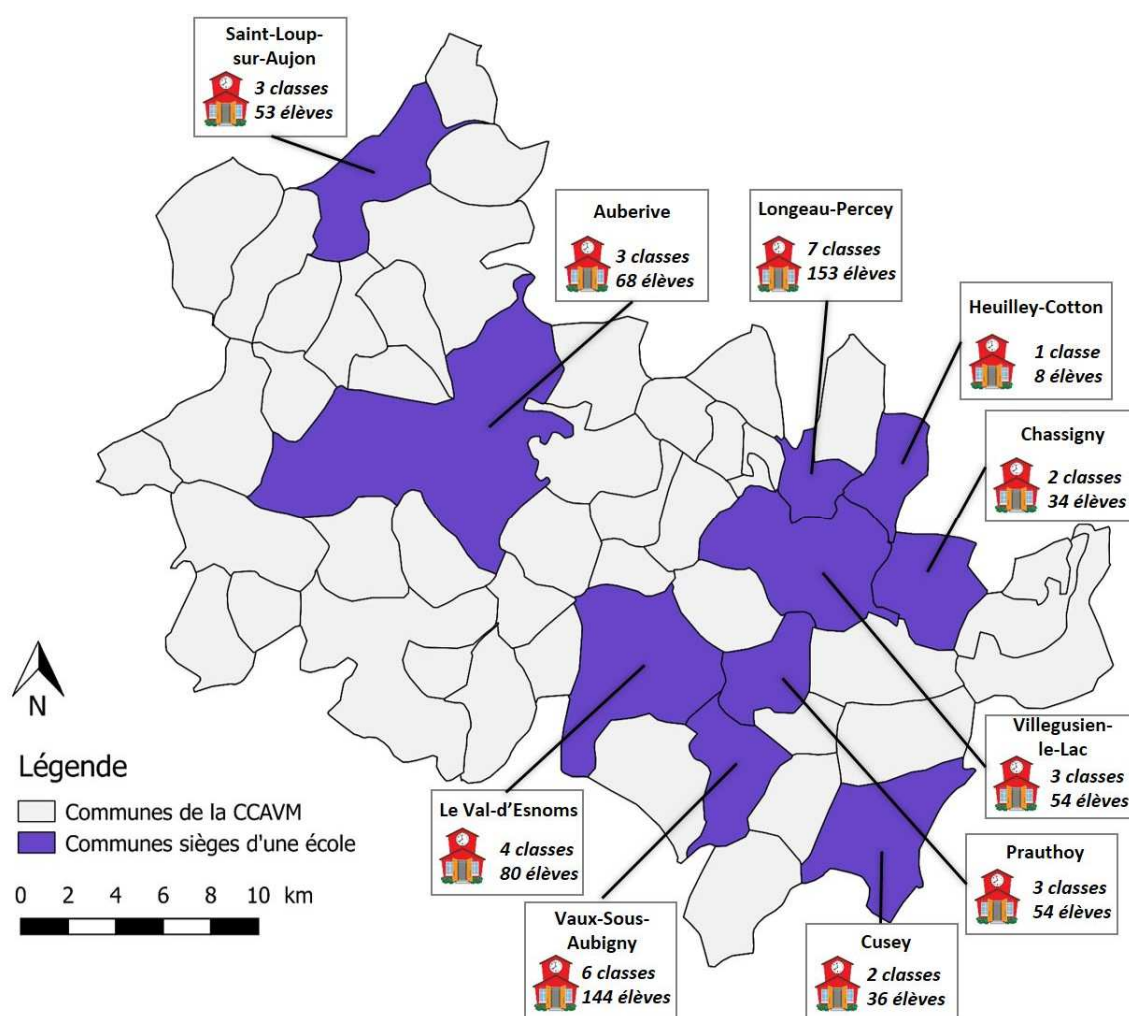 Saint-Loup-
sur-Aujon
3 classes
53 élèves
Auberive
3 classes
68 élèves
Longeau-Percey
7 classes
153 élèves
Heuilley-Cotton
1 classe
8 élèves
Chassigny
2 classes
34 élèves
N
Légende
Communes de la CCAVM
Communes sièges d'une école
0 2 4 6 8 10 km
Le Val-d’Esnoms
4 classes
80 élèves
Vaux-Sous-
Aubigny
6 classes
144 élèves
Cusey
2 classes
36 élèves
Villegusien-
le-Lac
3 classes
54 élèves
Prauthoy
3 classes
54 élèves